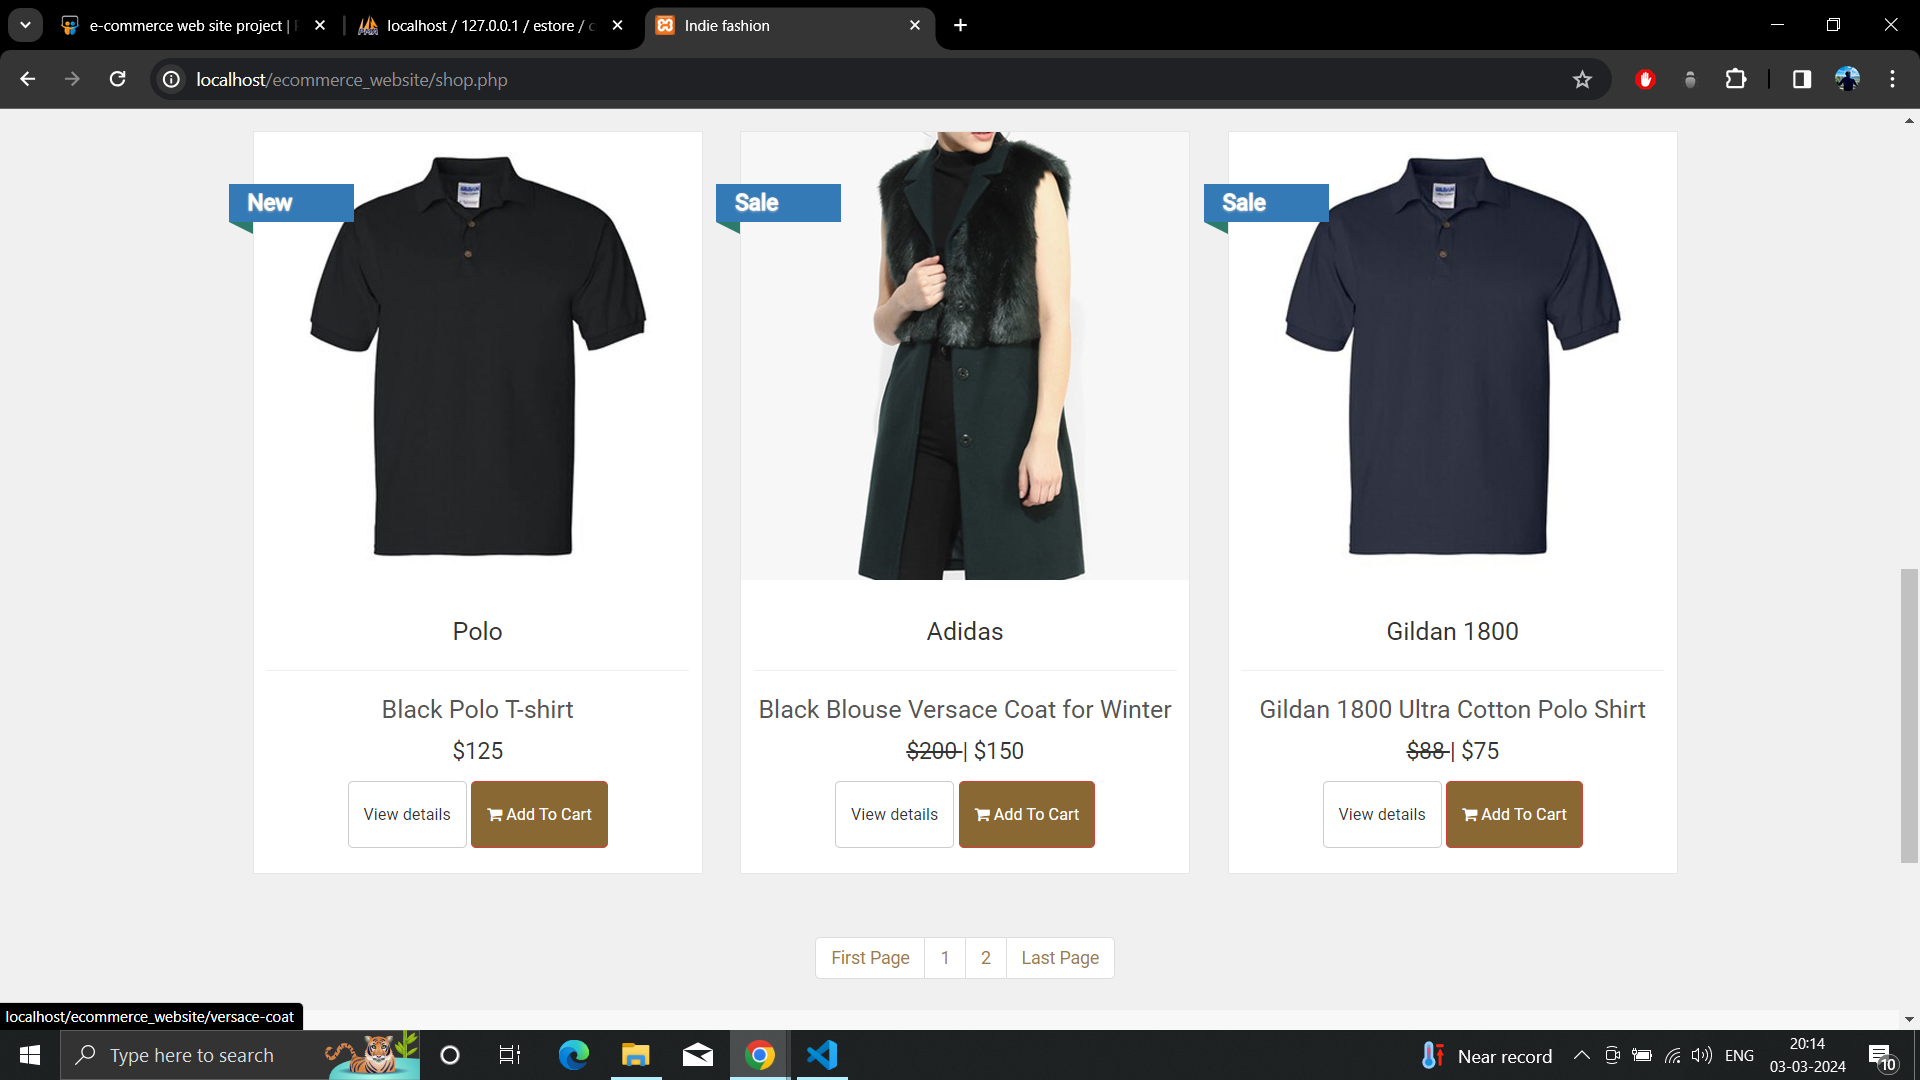 e-commerce web site project |
localhost / 127.0.0.1 / estore /
Indie fashion
localhost/ecommerce_website/shop.php
New
Sale
Sale
GILDAN
GILDAN
Polo
Adidas
Gildan 1800
Black Polo T-shirt
Black Blouse Versace Coat for Winter
Gildan 1800 Ultra Cotton Polo Shirt
$125
$200 | $150
$88 | $75
View details
Add To Cart
View details
Add To Cart
View details
Add To Cart
First Page
1
2
Last Page
localhost/ecommerce_website/versace-coat
Type here to search
Near record
ENG
20:14
03-03-2024
10